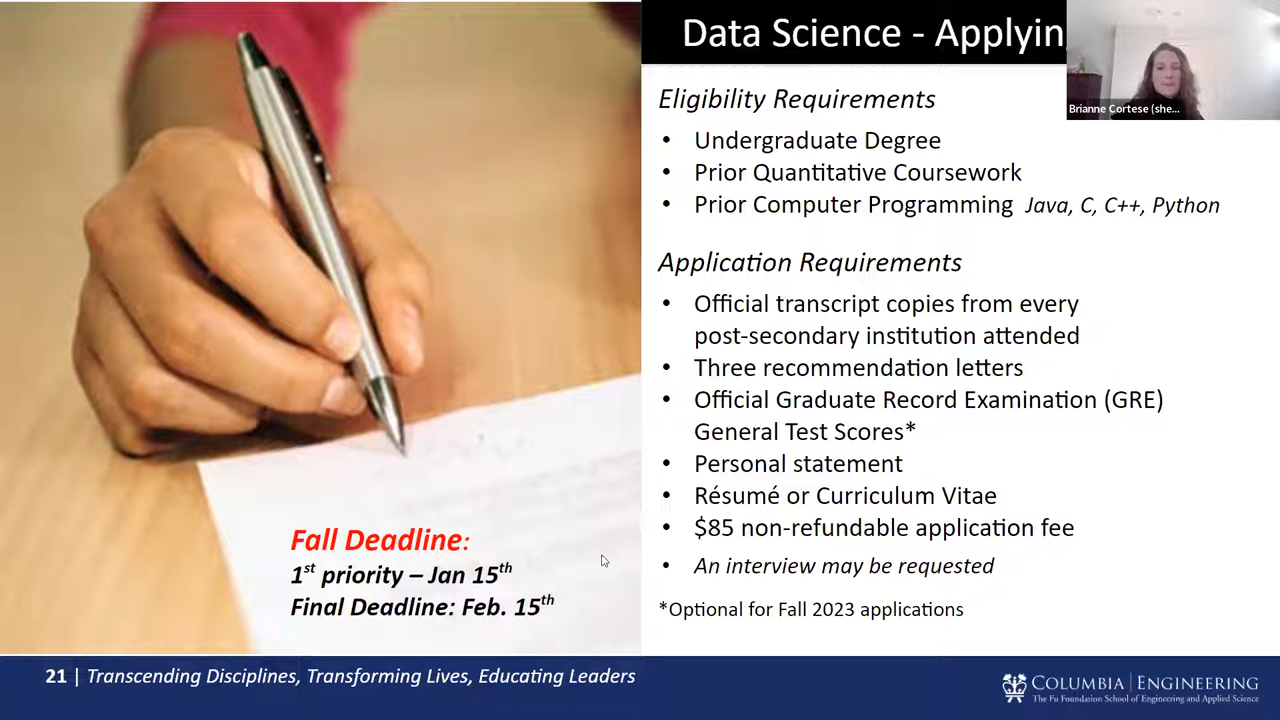 Data Science - Applyin
Brianne Cortese (she...
Eligibility Requirements
• Undergraduate Degree
• Prior Quantitative Coursework
• Prior Computer Programming Java, C, C++, Python
Application Requirements
• Official transcript copies from every
post-secondary institution attended
• Three recommendation letters
• Official Graduate Record Examination (GRE)
General Test Scores*
• Personal statement
• Résumé or Curriculum Vitae
• $85 non-refundable application fee
• An interview may be requested
*Optional for Fall 2023 applications
Fall Deadline:
1st priority – Jan 15th
Final Deadline: Feb. 15th
21 | Transcending Disciplines, Transforming Lives, Educating Leaders
COLUMBIA | ENGINEERING
The Fu Foundation School of Engineering and Applied Science